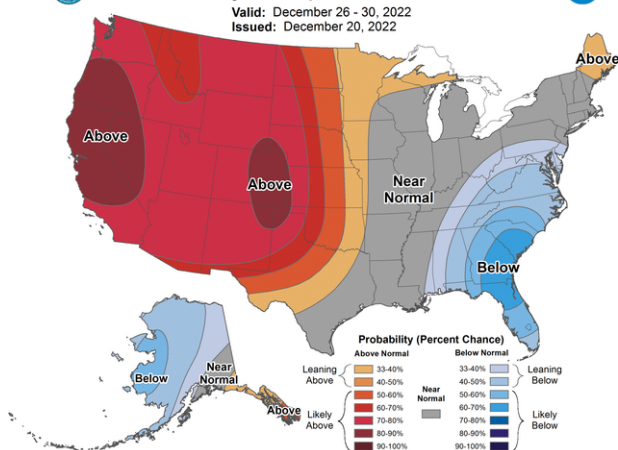 Valid: December 26 - 30, 2022
Issued: December 20, 2022
Above
Above
Above
Near
Normal
Below
Below
Near
Normal
Above
Probability (Percent Chance)
Above Normal
Below Normal
Leaning
Above
33-40%
40-50%
Likely
Above
50-60%
60-70%
70-80%
80-90%
90-100%
Near
Normal
33-40%
40-50%
Leaning
Below
50-60%
60-70%
70-80%
80-90%
90-100%
Likely
Below